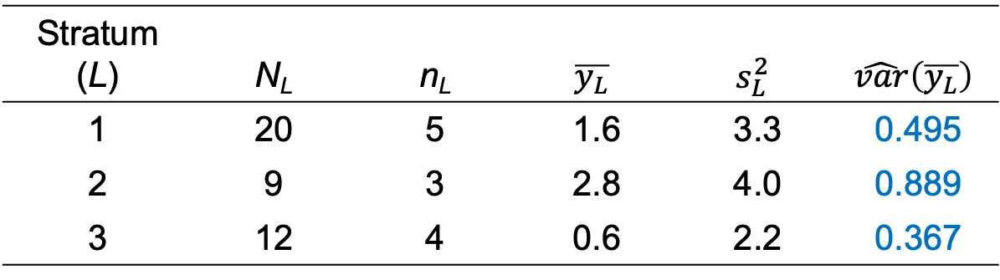 Stratum
(L) N_L n_L \overline{y_L} s_L^2 \widehat{var}(\overline{y_L})
1 20 5 1.6 3.3 0.495
2 9 3 2.8 4.0 0.889
3 12 4 0.6 2.2 0.367